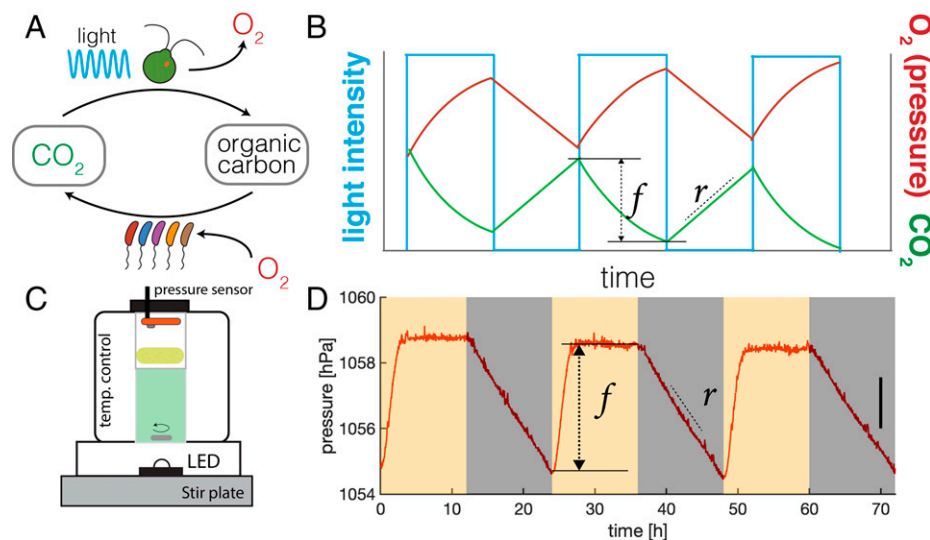 A
light
O2
CO2
organic
carbon
O2
B
light intensity
f
r
time
O2 (pressure)
CO2
C
pressure sensor
temp. control
LED
Stir plate
D
pressure [hPa]
1060
1058
1056
1054
f
r
0 10 20 30 40 50 60 70
time [h]